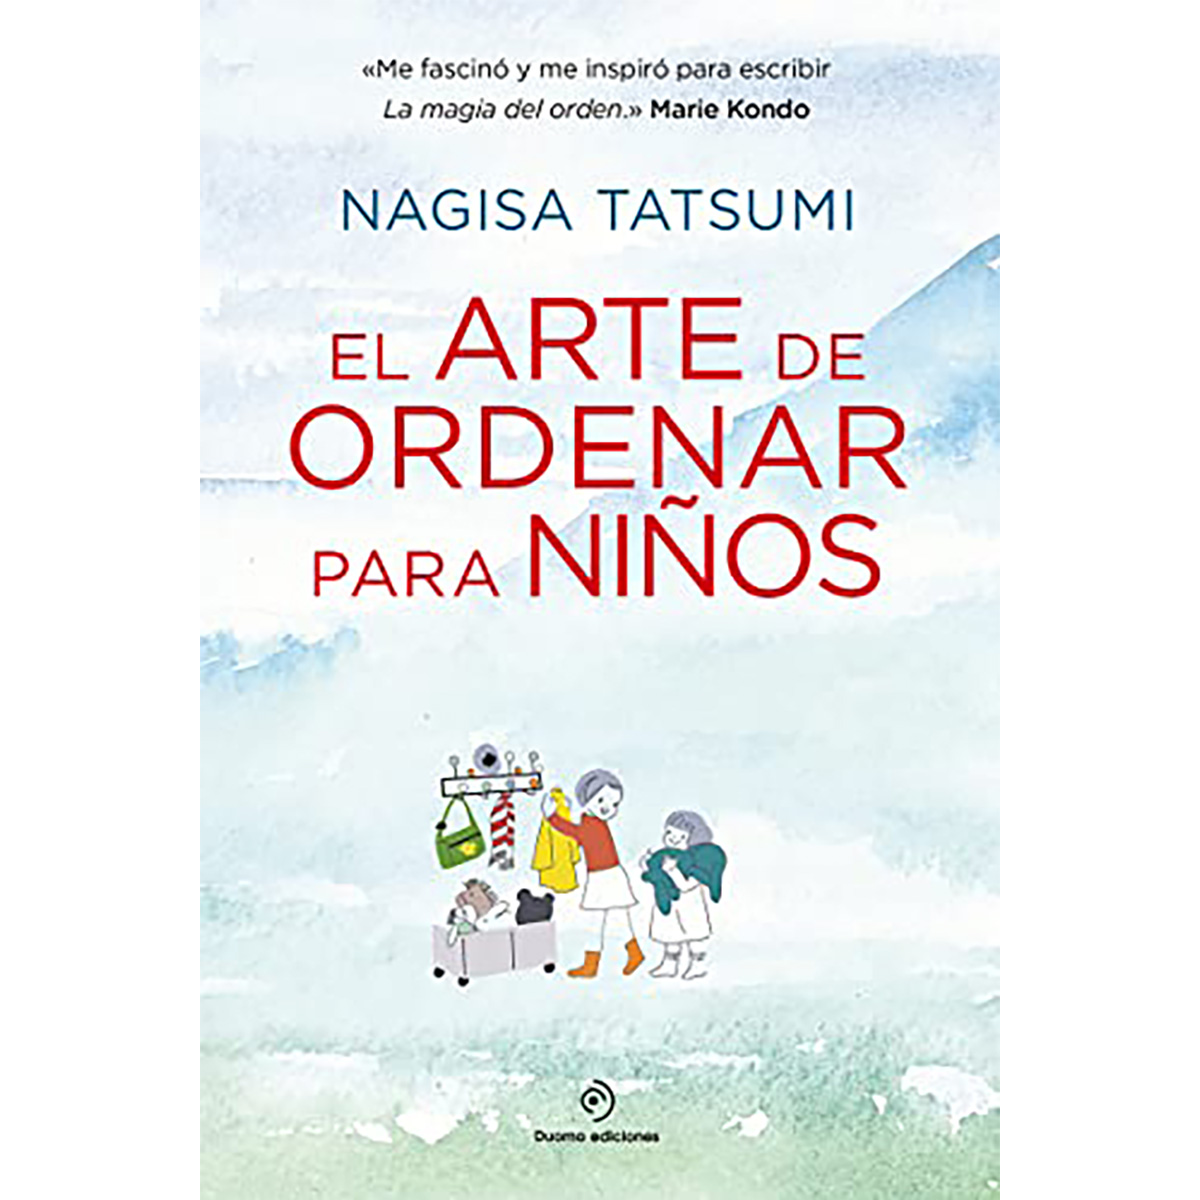 «Me fascinó y me inspiró para escribir
La magia del orden.» Marie Kondo
NAGISA TATSUMI
EL ARTE DE
ORDENAR
PARA NIÑOS
Duomo ediciones